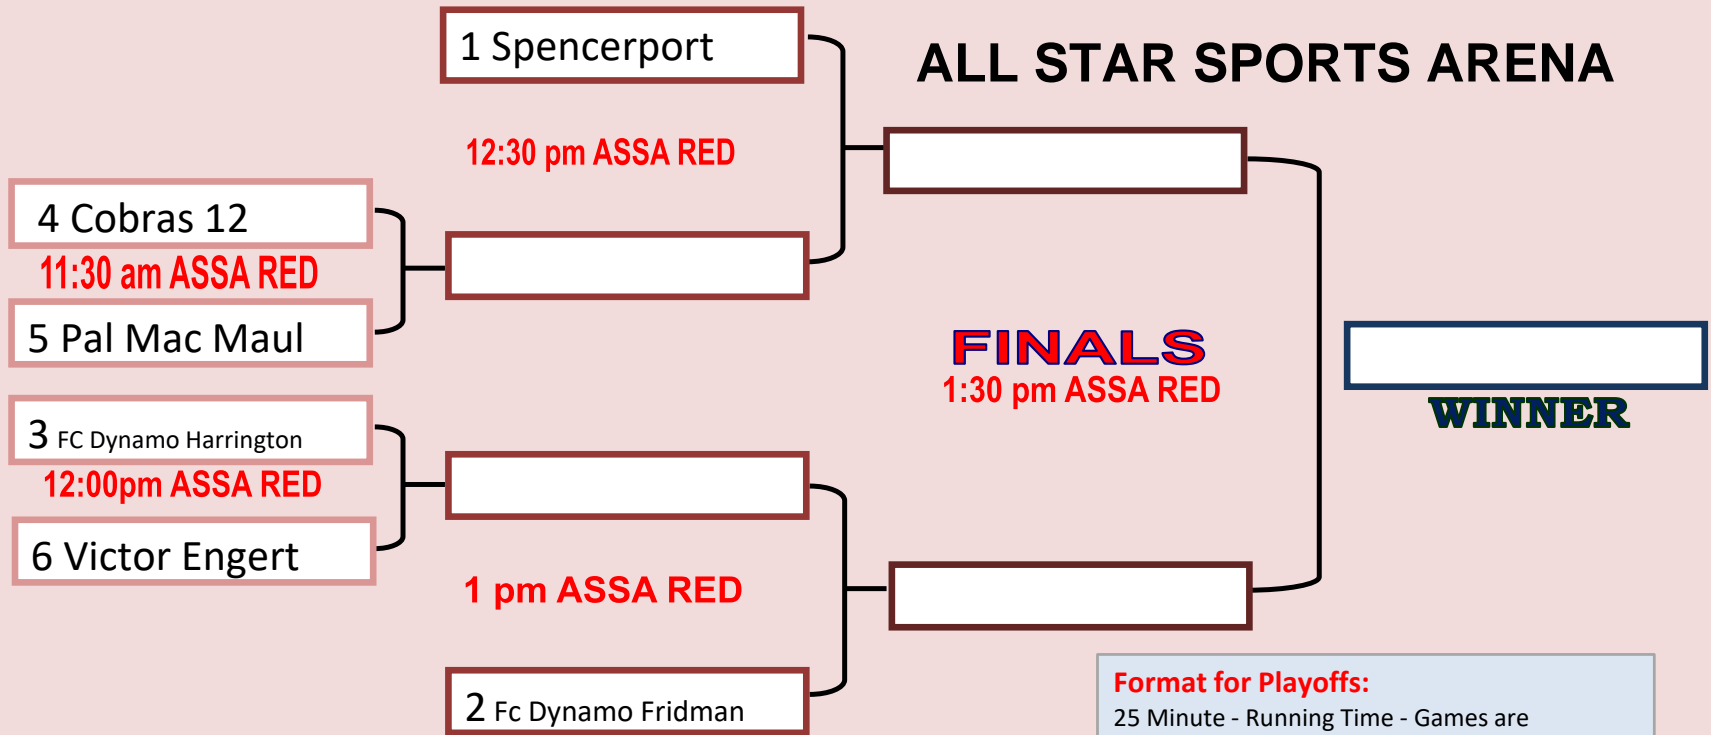 1 Spencerport
ALL STAR SPORTS ARENA
12:30 pm ASSA RED
4 Cobras 12
11:30 am ASSA RED
5 Pal Mac Maul
FINALS
1:30 pm ASSA RED
WINNER
3 FC Dynamo Harrington
12:00pm ASSA RED
6 Victor Engert
1 pm ASSA RED
2 Fc Dynamo Fridman
Format for Playoffs:
25 Minute - Running Time - Games are